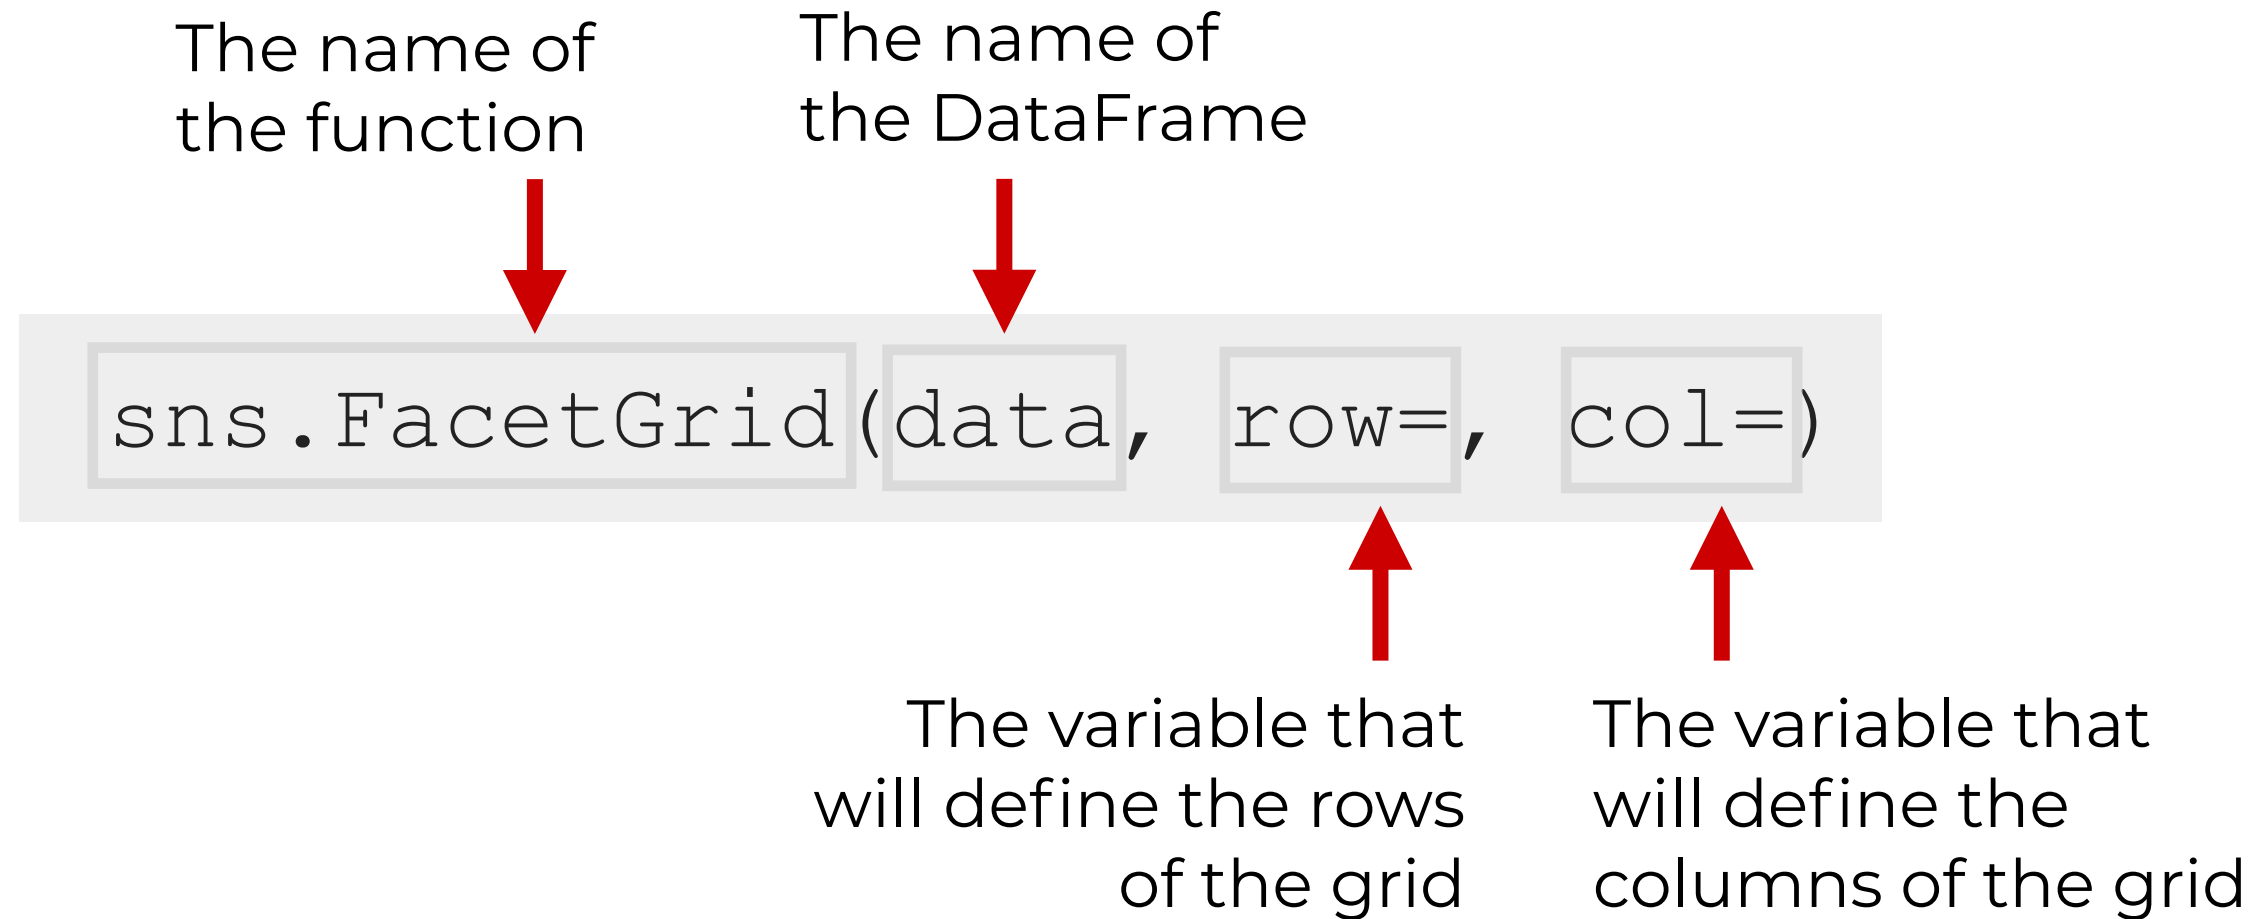 The name of
the function
The name of
the DataFrame
sns.FacetGrid(data, row=, col=)
The variable that
will define the rows
of the grid
The variable that
will define the
columns of the grid